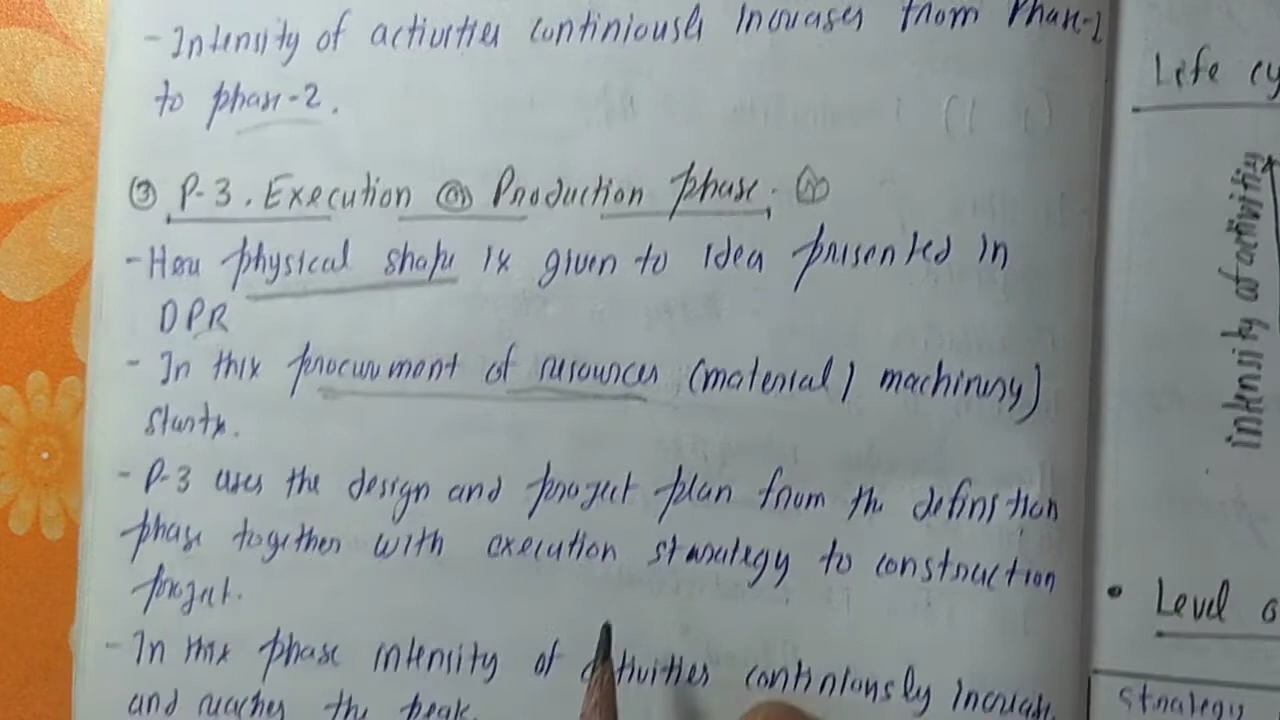 - Intensity of activities continiously increases from Phase-1
to phase-2.
③ P-3. Execution or Production phase.
- How physical shape is given to idea presented in
DPR
- In this procurement of resources (material / machinery)
starts.
- P-3 uses the design and project plan from the definition
phase together with execution strategy to construction
project.
- In this phase intensity of activities continiously increase
and reaches the peak.
Life cy
intensity of activity
• Level o
strategy